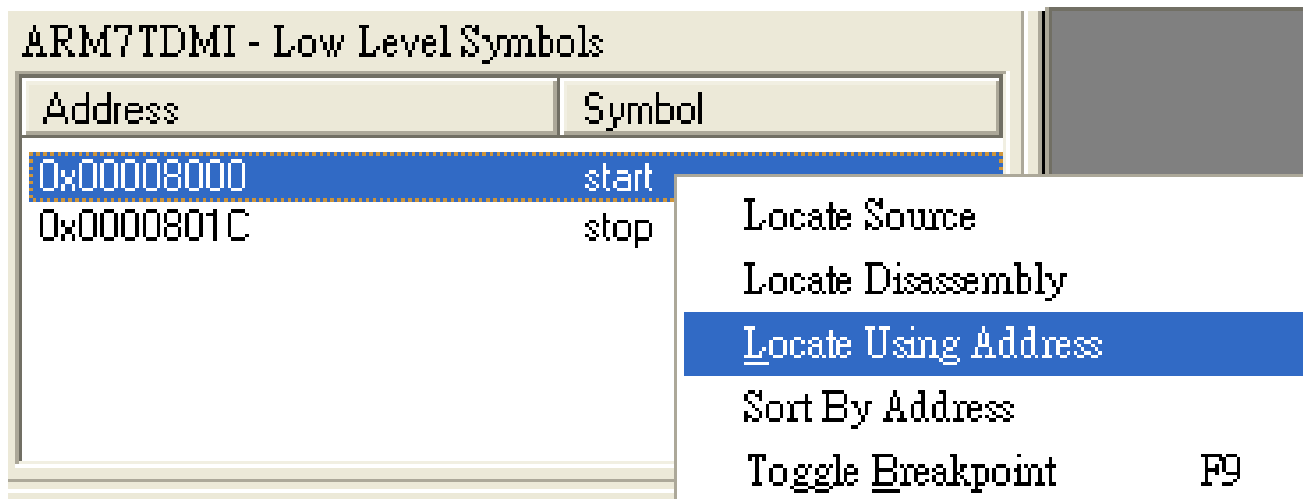 ARM7TDMI - Low Level Symbols
Address Symbol
0x00008000 start
0x0000801C stop
Locate Source
Locate Disassembly
Locate Using Address
Sort By Address
Toggle Breakpoint F9